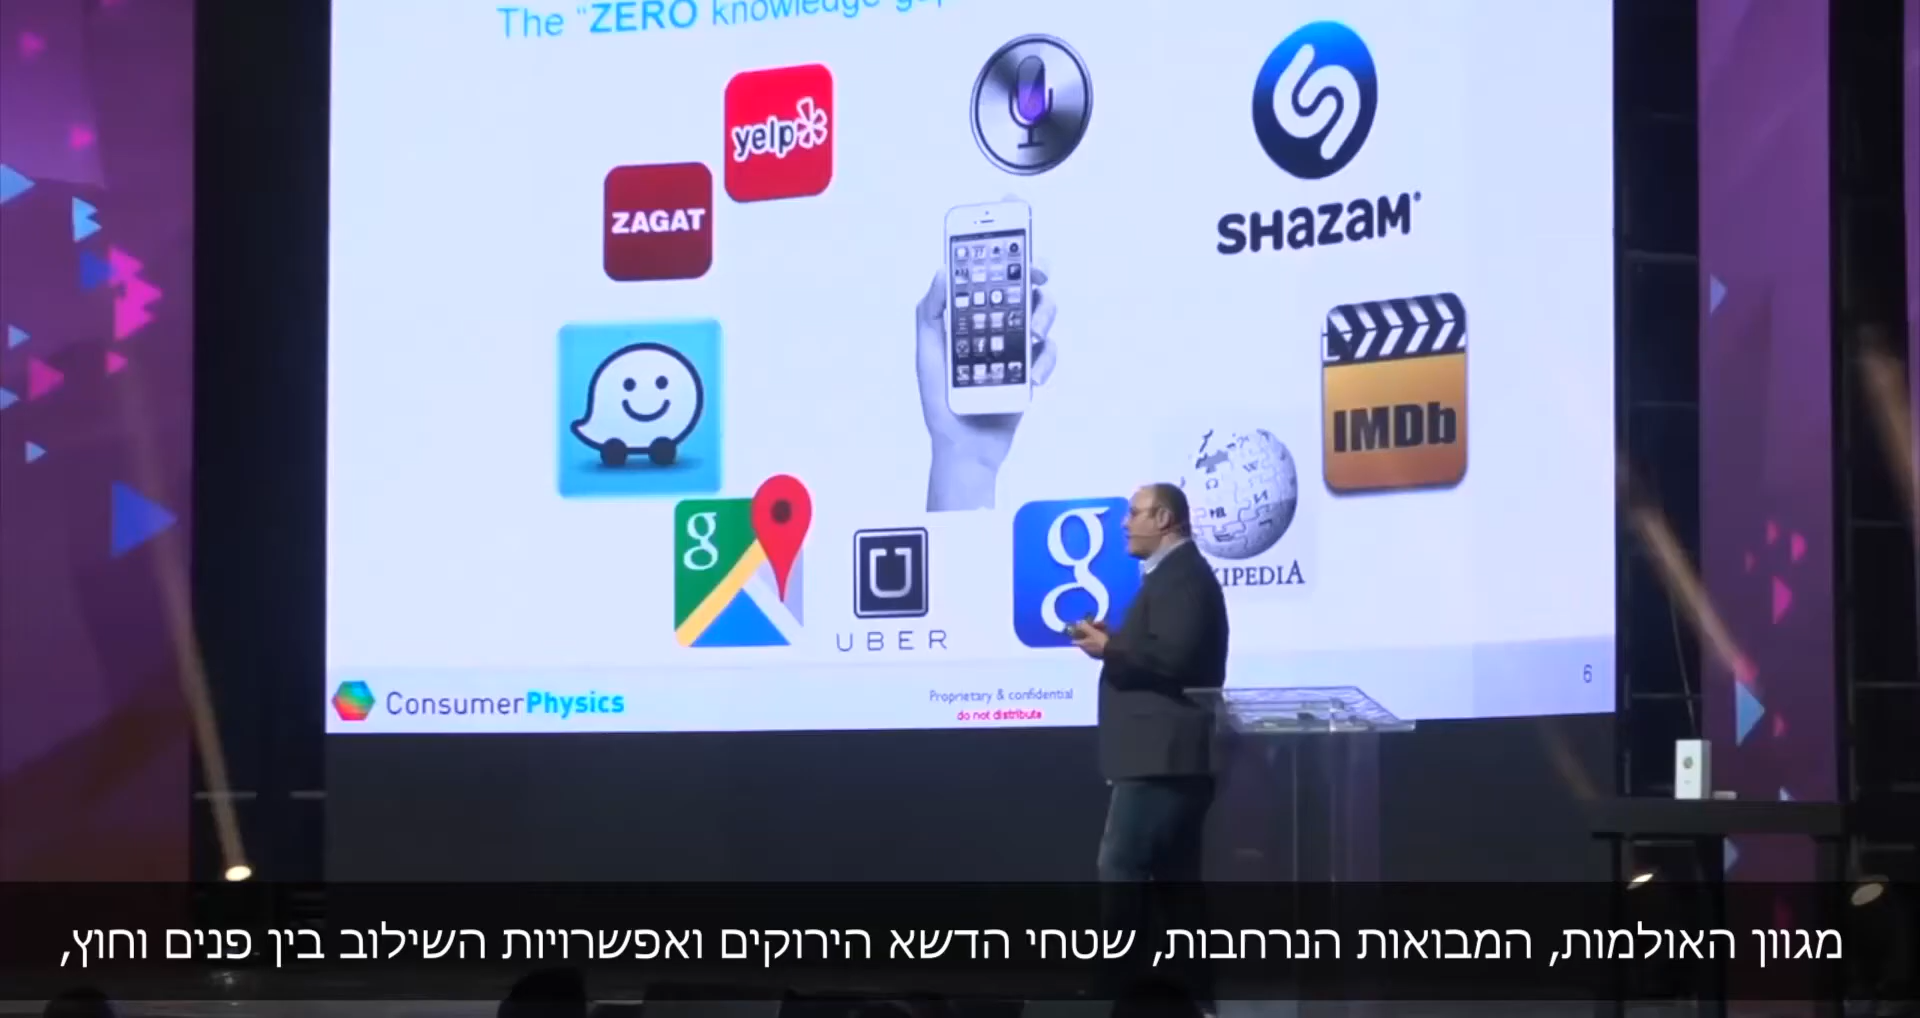 The "ZERO knowledge
yelp
ZAGAT
SHazam
IMDb
g
UBER
g
IPEDIA
ConsumerPhysics
Proprietary & confidential
do not distribute
6
מגוון האולמות, המבואות הנרחבות, שטחי הדשא הירוקים ואפשרויות השילוב בין פנים וחוץ,